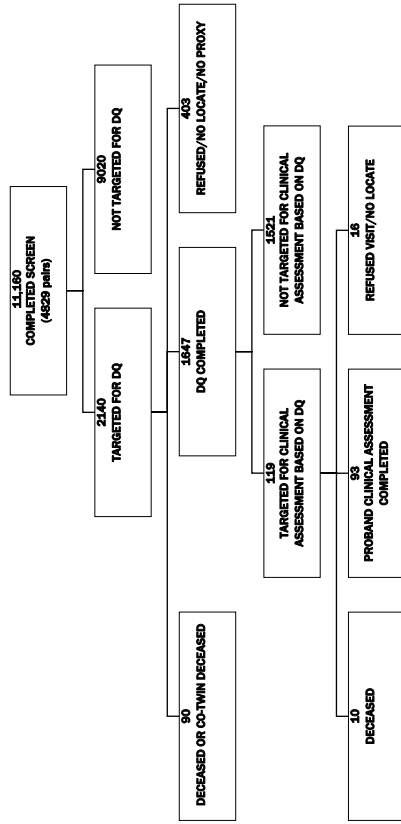 11,160
COMPLETED SCREEN
(4829 pairs)
2140
TARGETED FOR DQ
9020
NOT TARGETED FOR DQ
90
DECEASED OR CO-TWIN DECEASED
1647
DQ COMPLETED
403
REFUSED/NO LOCATE/NO PROXY
119
TARGETED FOR CLINICAL
ASSESSMENT BASED ON DQ
1521
NOT TARGETED FOR CLINICAL
ASSESSMENT BASED ON DQ
10
DECEASED
93
PROBAND CLINICAL ASSESSMENT
COMPLETED
16
REFUSED VISIT/NO LOCATE